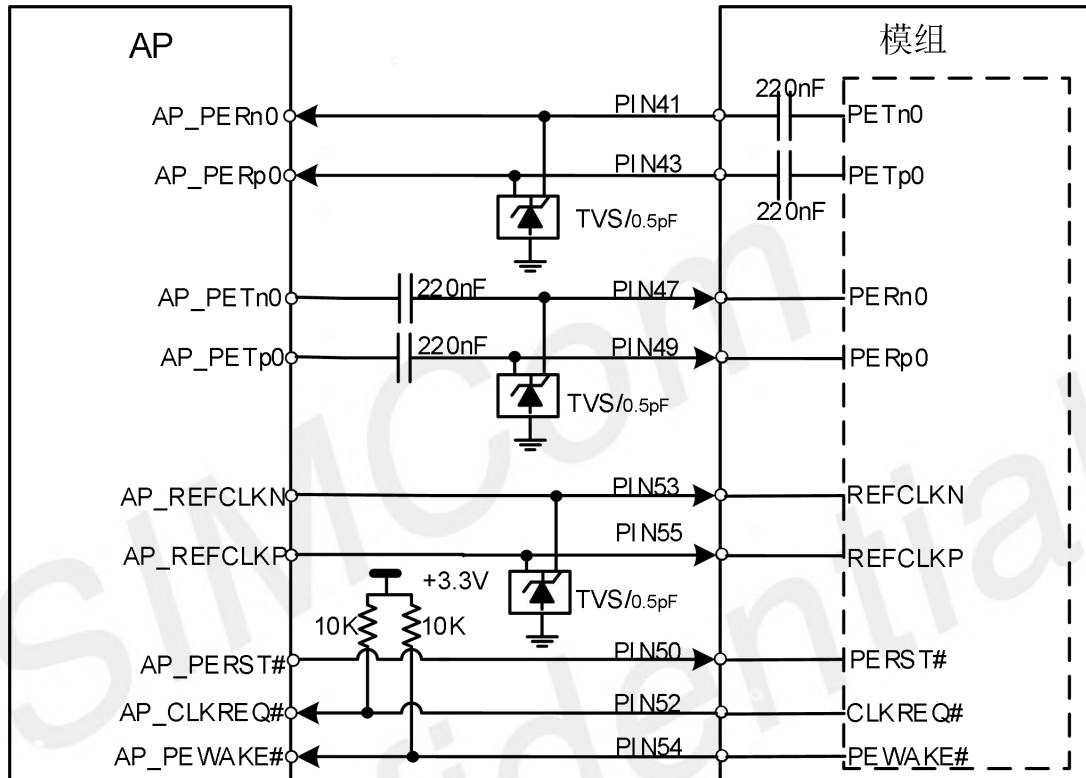 AP
模组
220nF
AP_PERn0
PIN41
PETn0
AP_PERp0
PIN43
PETp0
220nF
TVS/0.5pF
AP_PETn0
220nF
PIN47
PERn0
AP_PETp0
220nF
PIN49
PERp0
TVS/0.5pF
AP_REFCLKN
PIN53
REFCLKN
AP_REFCLKP
PIN55
REFCLKP
+3.3V
TVS/0.5pF
10K
10K
AP_PERST#
PIN50
PERST#
AP_CLKREQ#
PIN52
CLKREQ#
AP_PEWAKE#
PIN54
PEWAKE#
SIMCom
fidential